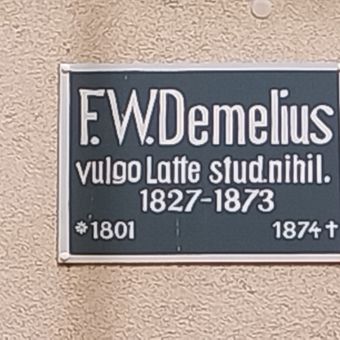 F.W.Demelius
vulgo Latte stud.nihil.
1827-1873
*1801 1874†